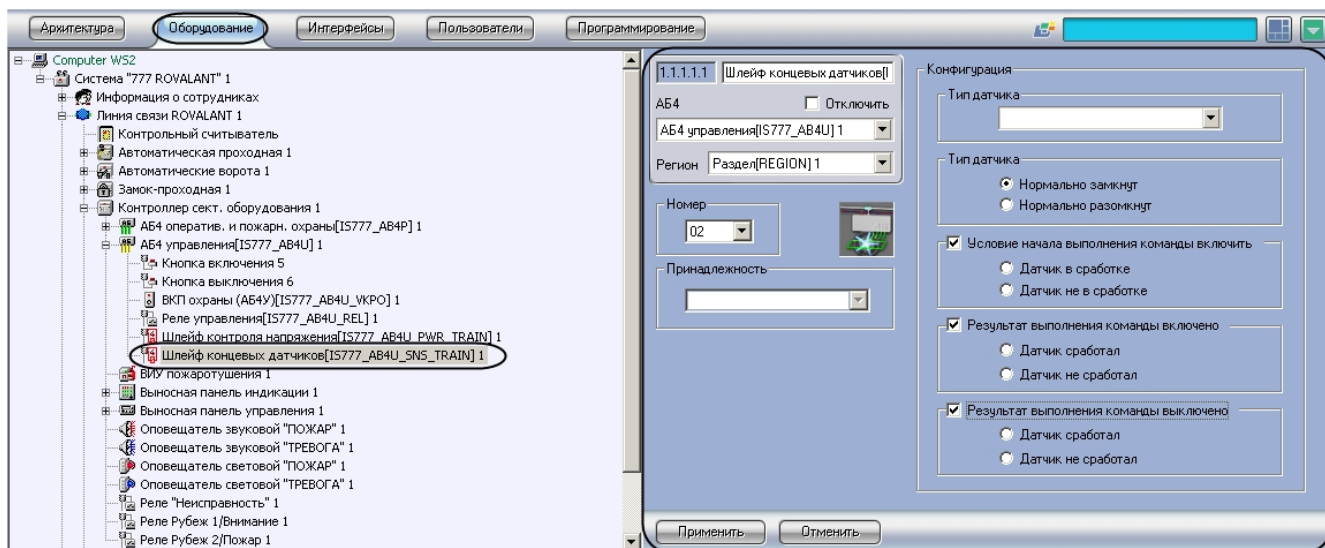 Архитектура
Оборудование
Интерфейсы
Пользователи
Программирование
Computer WS2
Система "777 ROVALANT" 1
Информация о сотрудниках
Линия связи ROVALANT 1
Контрольный считыватель
Автоматическая проходная 1
Автоматические ворота 1
Замок-проходная 1
Контроллер сект. оборудования 1
АБ4 оператив. и пожарн. охраны[IS777_AB4P] 1
АБ4 управления[IS777_AB4U] 1
Кнопка включения 5
Кнопка выключения 6
ВКП охраны (АБ4У)[IS777_AB4U_VKPO] 1
Реле управления[IS777_AB4U_REL] 1
Шлейф контроля напряжения[IS777_AB4U_PWR_TRAIN] 1
Шлейф концевых датчиков[IS777_AB4U_SNS_TRAIN] 1
ВИУ пожаротушения 1
Выносная панель индикации 1
Выносная панель управления 1
Оповещатель звуковой "ПОЖАР" 1
Оповещатель звуковой "ТРЕВОГА" 1
Оповещатель световой "ПОЖАР" 1
Оповещатель световой "ТРЕВОГА" 1
Реле "Неисправность" 1
Реле Рубеж 1/Внимание 1
Реле Рубеж 2/Пожар 1
1.1.1.1.1
Шлейф концевых датчиков[I
АБ4
Отключить
АБ4 управления[IS777_AB4U] 1
Регион
Раздел[REGION] 1
Номер
02
Принадлежность
Конфигурация
Тип датчика
Тип датчика
Нормально замкнут
Нормально разомкнут
Условие начала выполнения команды включить
Датчик в сработке
Датчик не в сработке
Результат выполнения команды включено
Датчик сработал
Датчик не сработал
Результат выполнения команды выключено
Датчик сработал
Датчик не сработал
Применить
Отменить